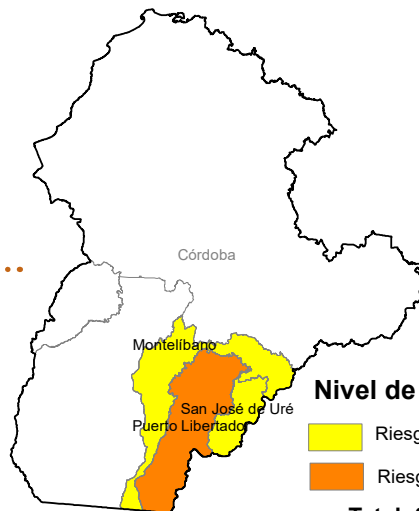 Córdoba
Montelíbano
San José de Uré
Puerto Libertador
Nivel de
Riesg
Riesg